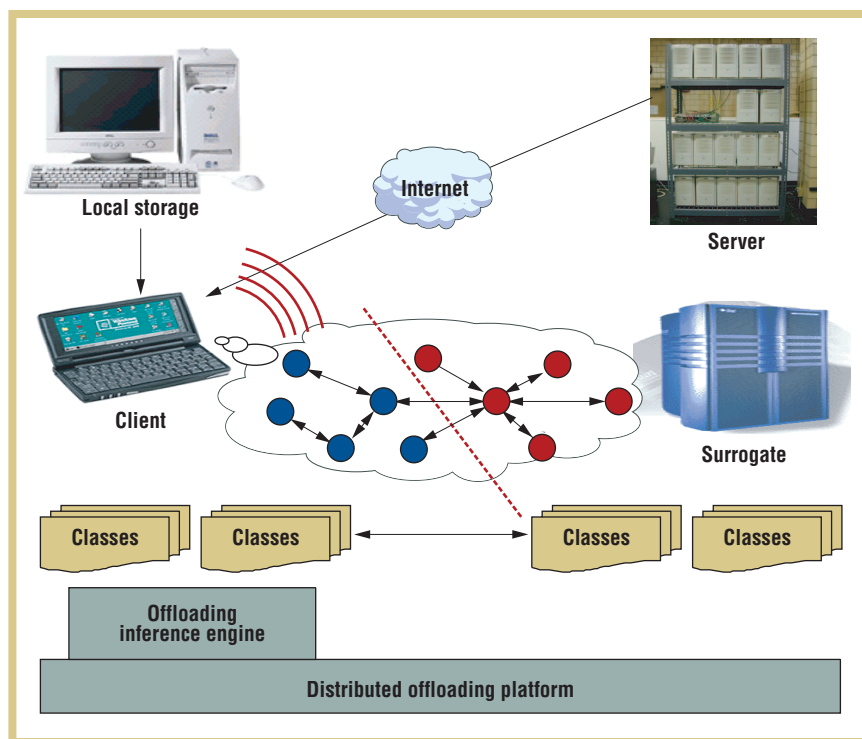 Local storage
Internet
Server
Client
Surrogate
Classes
Classes
Classes
Classes
Offloading
inference engine
Distributed offloading platform